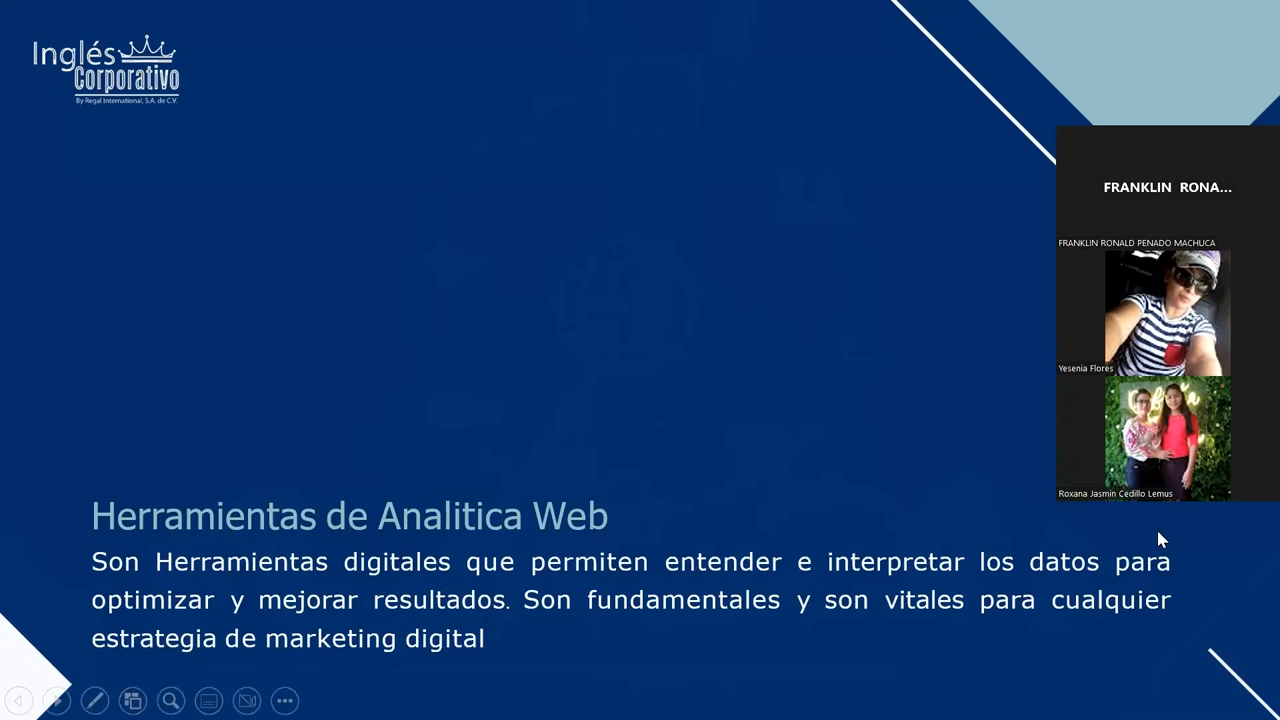 Inglés
Corporativo
By Regal International, S.A. de C.V.
FRANKLIN RONA...
FRANKLIN RONALD PENADO MACHUCA
Yesenia Flores
Roxana Jasmin Cedillo Lemus
Herramientas de Analitica Web
Son Herramientas digitales que permiten entender e interpretar los datos para
optimizar y mejorar resultados. Son fundamentales y son vitales para cualquier
estrategia de marketing digital